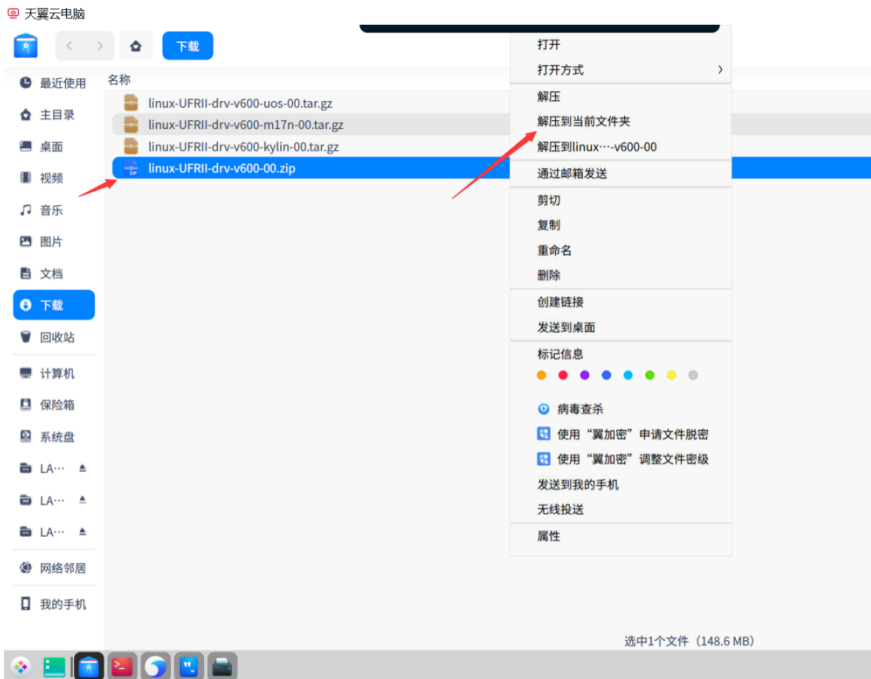 天翼云电脑
下载
名称
最近使用
主目录
桌面
视频
音乐
图片
文档
下载
回收站
计算机
保险箱
系统盘
LA···
LA···
LA···
网络邻居
我的手机
linux-UFRII-drv-v600-uos-00.tar.gz
linux-UFRII-drv-v600-m17n-00.tar.gz
linux-UFRII-drv-v600-kylin-00.tar.gz
linux-UFRII-drv-v600-00.zip
打开
打开方式
解压
解压到当前文件夹
解压到linux···-v600-00
通过邮箱发送
剪切
复制
重命名
删除
创建链接
发送到桌面
标记信息
病毒查杀
使用“翼加密”申请文件脱密
使用“翼加密”调整文件密级
发送到我的手机
无线投送
属性
选中1个文件（148.6 MB）